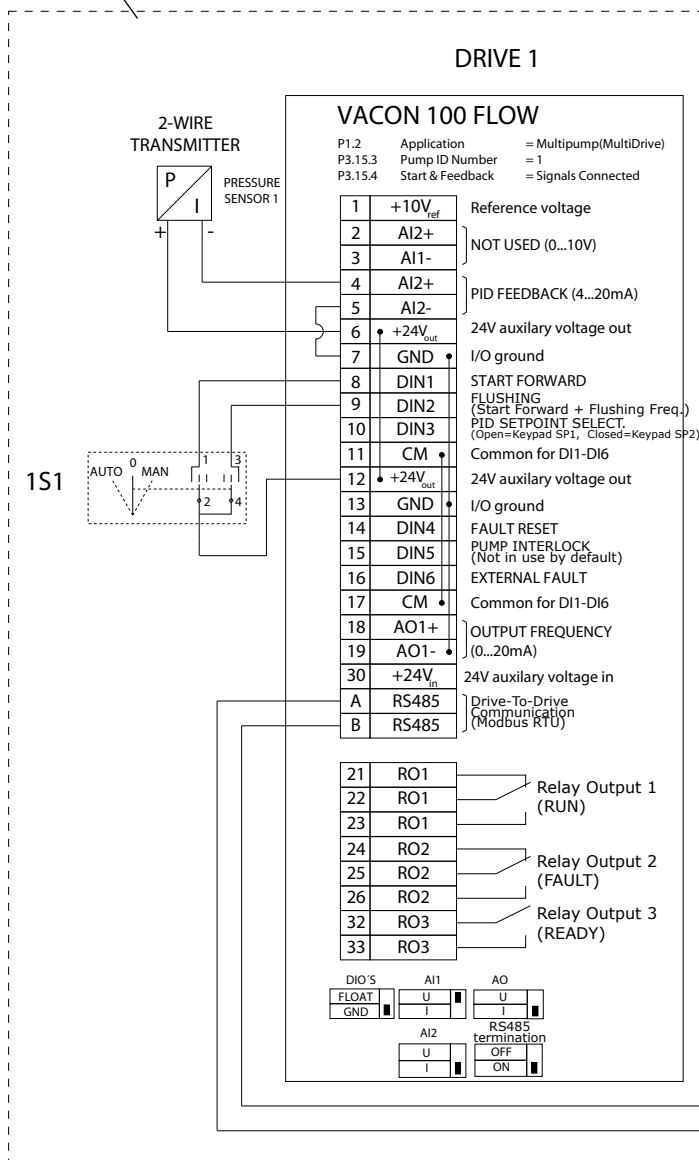 DRIVE 1
VACON 100 FLOW
P1.2 Application = Multipump(MultiDrive)
P3.15.3 Pump ID Number = 1
P3.15.4 Start & Feedback = Signals Connected
2-WIRE
TRANSMITTER
P
I
PRESSURE
SENSOR 1
+ -
1 +10Vref Reference voltage
2 AI2+
3 AI1-
NOT USED (0...10V)
4 AI2+
5 AI2-
PID FEEDBACK (4...20mA)
6 +24Vout 24V auxilary voltage out
7 GND I/O ground
8 DIN1 START FORWARD
9 DIN2 FLUSHING
(Start Forward + Flushing Freq.)
10 DIN3 PID SETPOINT SELECT.
(Open=Keypad SP1, Closed=Keypad SP2)
11 CM Common for DI1-DI6
12 +24Vout 24V auxilary voltage out
13 GND I/O ground
14 DIN4 FAULT RESET
15 DIN5 PUMP INTERLOCK
(Not in use by default)
16 DIN6 EXTERNAL FAULT
17 CM Common for DI1-DI6
18 AO1+ OUTPUT FREQUENCY
19 AO1- (0...20mA)
30 +24Vin 24V auxilary voltage in
A RS485 Drive-To-Drive
Communication
B RS485 (Modbus RTU)
1S1
AUTO 0 MAN
1 3
2 4
21 RO1
22 RO1
23 RO1
Relay Output 1
(RUN)
24 RO2
25 RO2
26 RO2
Relay Output 2
(FAULT)
32 RO3
33 RO3
Relay Output 3
(READY)
DIO´S
FLOAT
GND
AI1
U
I
AO
U
I
AI2
U
I
RS485
termination
OFF
ON